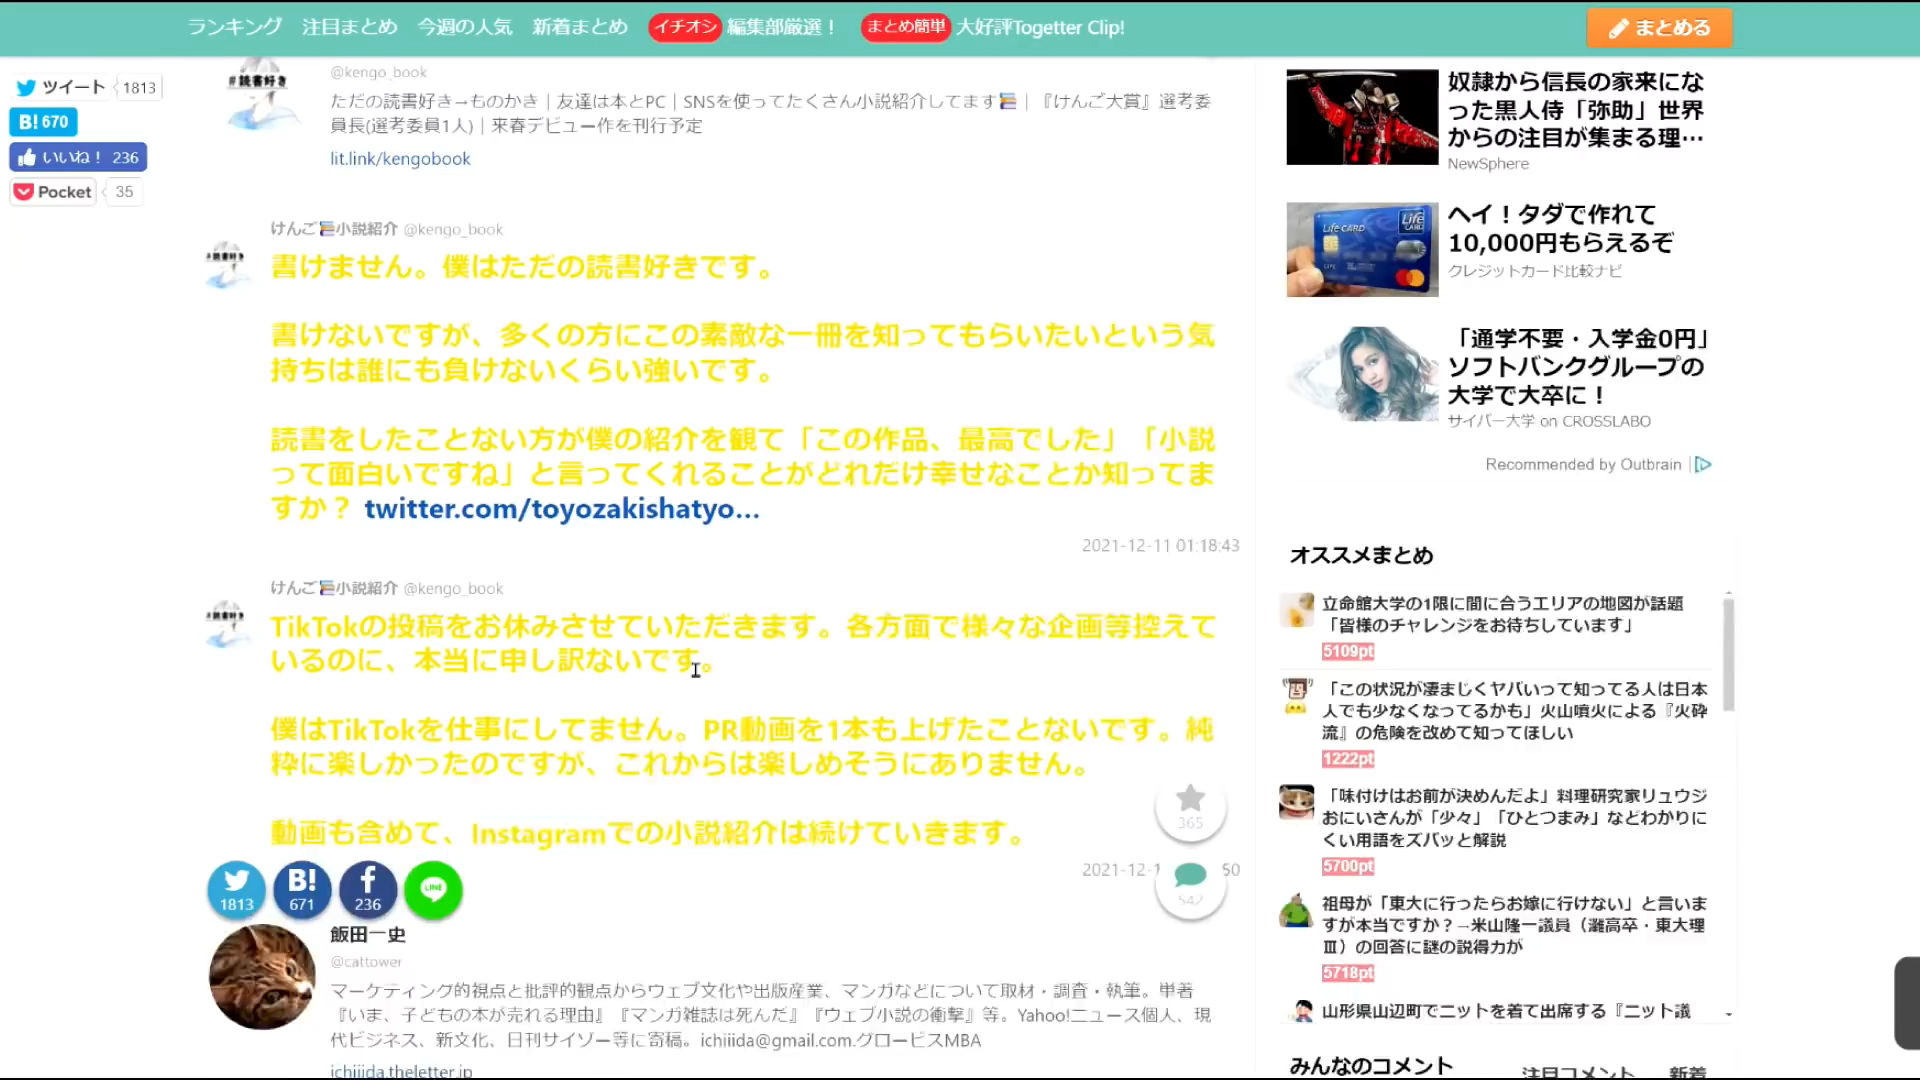 ランキング 注目まとめ 今週の人気 新着まとめ イチオシ 編集部厳選！ まとめ簡単 大好評Togetter Clip! まとめる
ツイート 1813
B! 670
いいね！ 236
Pocket 35
#読書好き
@kengo_book
ただの読書好き→ものかき｜友達は本とPC｜SNSを使ってたくさん小説紹介してます📚｜『けんご大賞』選考委
員長(選考委員1人)｜来春デビュー作を刊行予定
lit.link/kengobook
けんご📚小説紹介 @kengo_book
書けません。僕はただの読書好きです。
書けないですが、多くの方にこの素敵な一冊を知ってもらいたいという気
持ちは誰にも負けないくらい強いです。
読書をしたことない方が僕の紹介を観て「この作品、最高でした」「小説
って面白いですね」と言ってくれることがどれだけ幸せなことか知ってま
すか？ twitter.com/toyozakishatyo…
2021-12-11 01:18:43
けんご📚小説紹介 @kengo_book
TikTokの投稿をお休みさせていただきます。各方面で様々な企画等控えて
いるのに、本当に申し訳ないです。
僕はTikTokを仕事にしてません。PR動画を1本も上げたことないです。純
粋に楽しかったのですが、これからは楽しめそうにありません。
動画も含めて、Instagramでの小説紹介は続けていきます。
365
2021-12-1 50
542
1813
B! 671
236
LINE
飯田一史
@cattower
マーケティング的視点と批評的観点からウェブ文化や出版産業、マンガなどについて取材・調査・執筆。単著
『いま、子どもの本が売れる理由』『マンガ雑誌は死んだ』『ウェブ小説の衝撃』等。Yahoo!ニュース個人、現
代ビジネス、新文化、日刊サイゾー等に寄稿。ichiiida@gmail.com.グロービスMBA
ichiiida.theletter.jp
奴隷から信長の家来にな
った黒人侍「弥助」世界
からの注目が集まる理…
NewSphere
Life CARD
ヘイ！タダで作れて
10,000円もらえるぞ
クレジットカード比較ナビ
「通学不要・入学金0円」
ソフトバンクグループの
大学で大卒に！
サイバー大学 on CROSSLABO
Recommended by Outbrain
オススメまとめ
立命館大学の1限に間に合うエリアの地図が話題
「皆様のチャレンジをお待ちしています」
5109pt
「この状況が凄ましくヤバいって知ってる人は日本
人でも少なくなってるかも」火山噴火による『火砕
流』の危険を改めて知ってほしい
1222pt
「味付けはお前が決めんだよ」料理研究家リュウジ
おにいさんが「少々」「ひとつまみ」などわかりに
くい用語をズバッと解説
5700pt
祖母が「東大に行ったらお嫁に行けない」と言いま
すが本当ですか？→米山隆一議員（灘高卒・東大理
Ⅲ）の回答に謎の説得力が
5718pt
山形県山辺町でニットを着て出席する『ニット議
みんなのコメント 注目コメント 新着